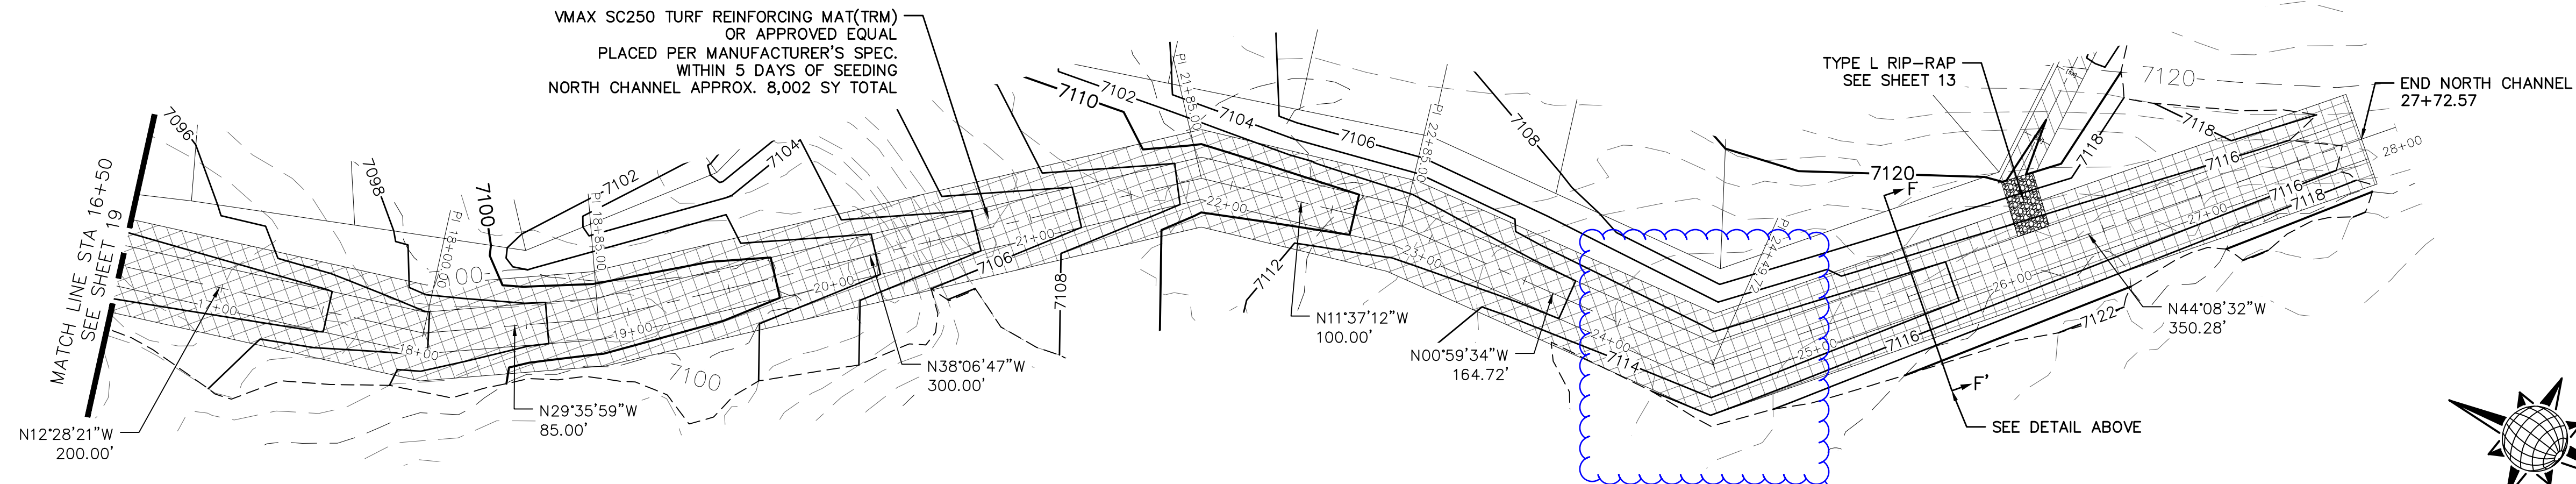 VMAX SC250 TURF REINFORCING MAT(TRM)
OR APPROVED EQUAL
PLACED PER MANUFACTURER'S SPEC.
WITHIN 5 DAYS OF SEEDING
NORTH CHANNEL APPROX. 8,002 SY TOTAL
TYPE L RIP-RAP
SEE SHEET 13
END NORTH CHANNEL
27+72.57
MATCH LINE STA 16+50
SEE SHEET 19
7096
7098
7100
7102
7104
7110
7102
7104
7106
7108
7120
7120
7118
7118
7116
7116
7118
28+00
PI 18+00.00
PI 18+85.00
PI 21+85.00
PI 22+85.00
PI 24+49.72
00
17+00
18+00
19+00
20+00
21+00
22+00
23+00
24+00
25+00
26+00
27+00
7100
7106
7108
7112
7114
7116
7122
F
F'
N12°28'21"W
200.00'
N29°35'59"W
85.00'
N38°06'47"W
300.00'
N11°37'12"W
100.00'
N00°59'34"W
164.72'
N44°08'32"W
350.28'
SEE DETAIL ABOVE